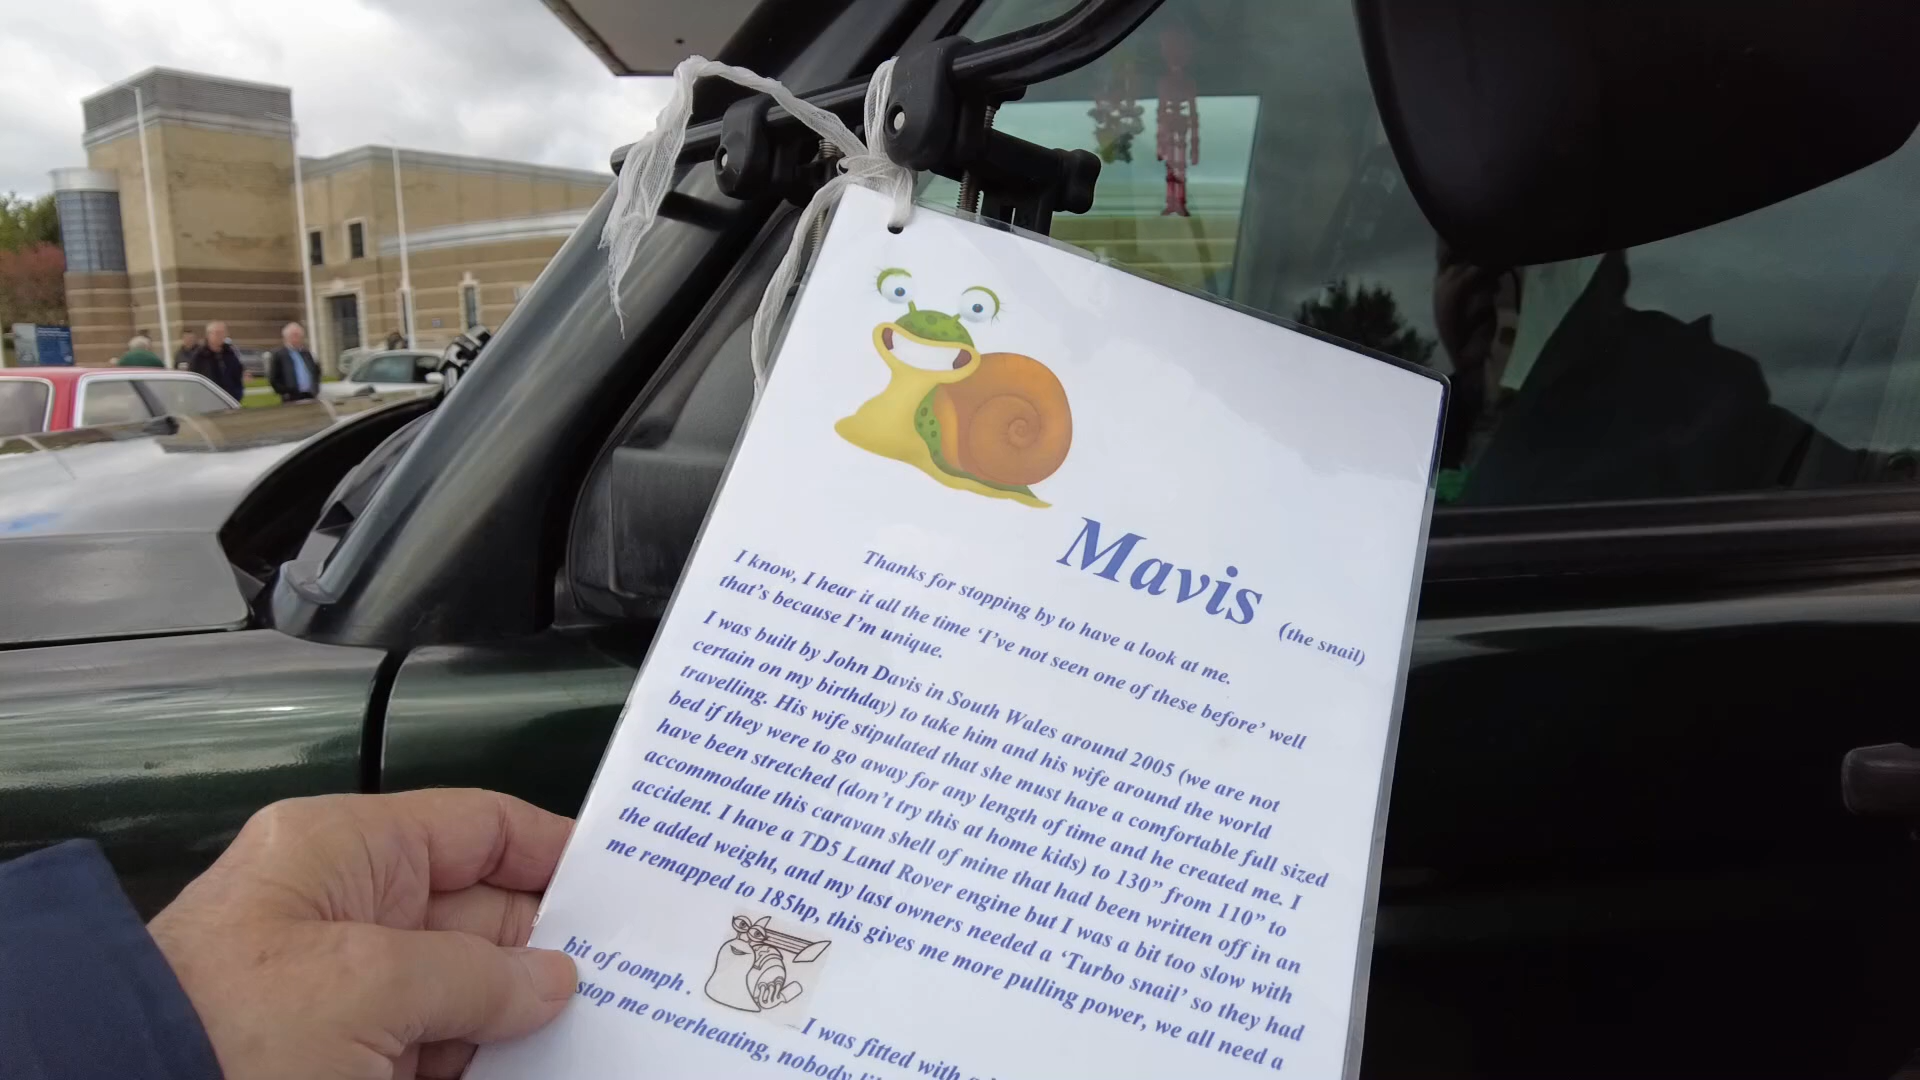 Mavis (the snail)
Thanks for stopping by to have a look at me.
I know, I hear it all the time ‘I’ve not seen one of these before’ well
that’s because I’m unique.
I was built by John Davis in South Wales around 2005 (we are not
certain on my birthday) to take him and his wife around the world
travelling. His wife stipulated that she must have a comfortable full sized
bed if they were to go away for any length of time and he created me. I
have been stretched (don’t try this at home kids) to 130” from 110” to
accommodate this caravan shell of mine that had been written off in an
accident. I have a TD5 Land Rover engine but I was a bit too slow with
the added weight, and my last owners needed a ‘Turbo snail’ so they had
me remapped to 185hp, this gives me more pulling power, we all need a
bit of oomph. I was fitted with
stop me overheating, nobody